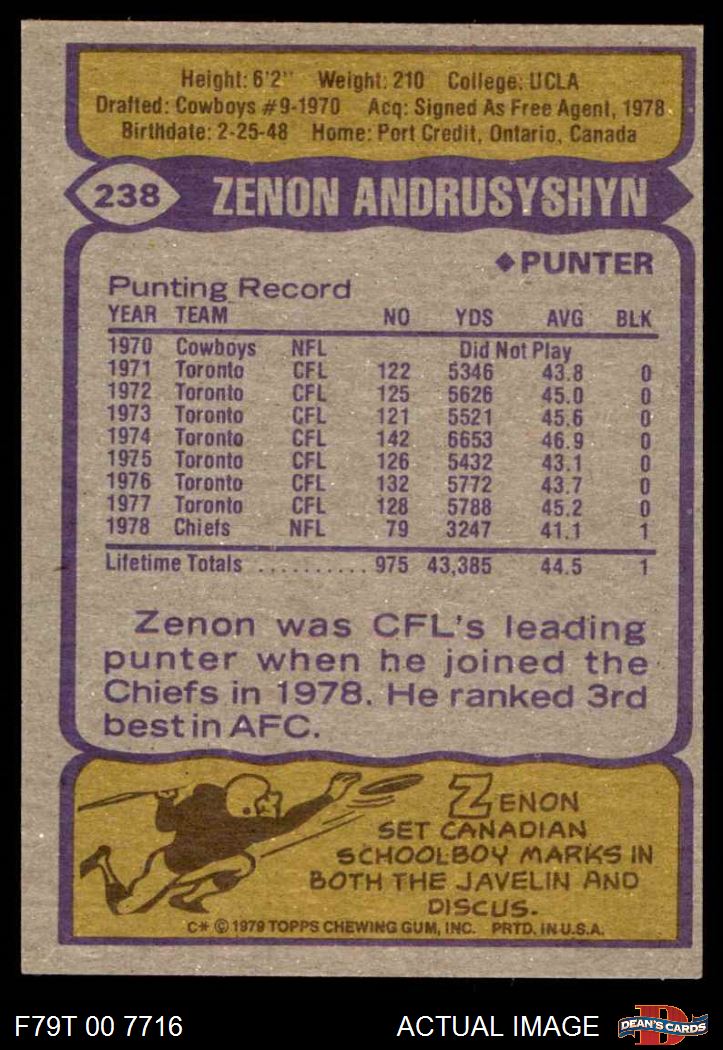 Height: 6'2" Weight: 210 College: UCLA
Drafted: Cowboys #9-1970 Acq: Signed As Free Agent, 1978
Birthdate: 2-25-48 Home: Port Credit, Ontario, Canada
238 ZENON ANDRUSYSHYN
◆PUNTER
Punting Record
YEAR TEAM NO YDS AVG BLK
1970 Cowboys NFL Did Not Play
1971 Toronto CFL 122 5346 43.8 0
1972 Toronto CFL 125 5626 45.0 0
1973 Toronto CFL 121 5521 45.6 0
1974 Toronto CFL 142 6653 46.9 0
1975 Toronto CFL 126 5432 43.1 0
1976 Toronto CFL 132 5772 43.7 0
1977 Toronto CFL 128 5788 45.2 0
1978 Chiefs NFL 79 3247 41.1 1
Lifetime Totals .......... 975 43,385 44.5 1
Zenon was CFL's leading
punter when he joined the
Chiefs in 1978. He ranked 3rd
best in AFC.
ZENON
SET CANADIAN
SCHOOLBOY MARKS IN
BOTH THE JAVELIN AND
DISCUS.
C* © 1979 TOPPS CHEWING GUM, INC. PRTD. IN U.S.A.
F79T 00 7716 ACTUAL IMAGE D DEAN'S CARDS